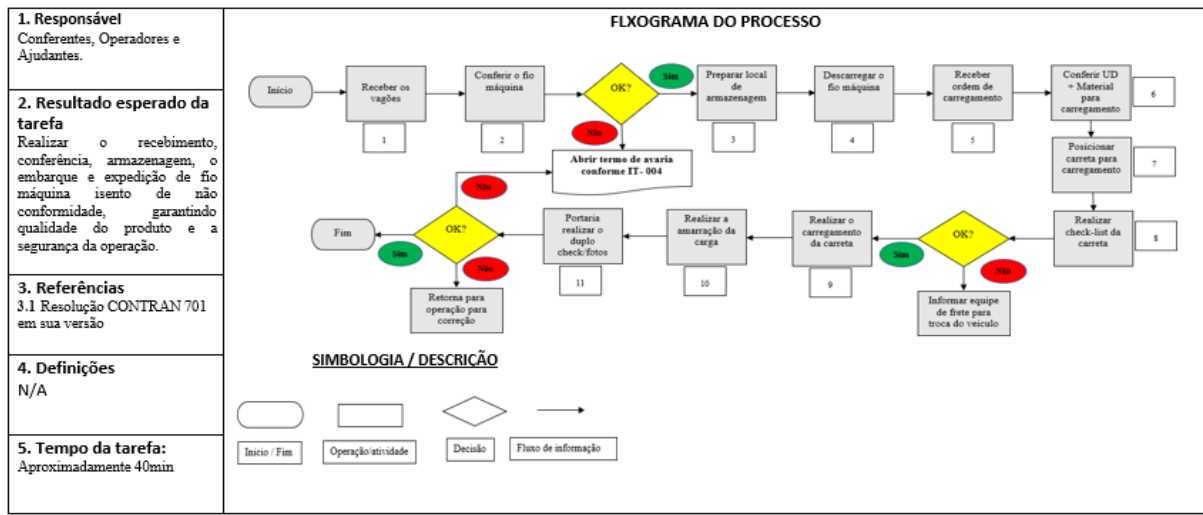 1. Responsável
Conferentes, Operadores e
Ajudantes.
2. Resultado esperado da
tarefa
Realizar o recebimento,
conferência, armazenagem, o
embarque e expedição de fio
máquina isento de não
conformidade, garantindo
qualidade do produto e a
segurança da operação.
3. Referências
3.1 Resolução CONTRAN 701
em sua versão
4. Definições
N/A
5. Tempo da tarefa:
Aproximadamente 40min
FLXOGRAMA DO PROCESSO
Início
Receber os
vagões
1
Conferir o fio
máquina
2
OK?
Sim
Não
Abrir termo de avaria
conforme IT- 004
Preparar local
de
armazenagem
3
Descarregar o
fio máquina
4
Receber
ordem de
carregamento
5
Conferir UD
+ Material
para
carregamento
6
Posicionar
carreta para
carregamento
7
Realizar
check-list da
carreta
8
OK?
Sim
Não
Informar equipe
de frete para
troca do veiculo
Realizar o
carregamento
da carreta
9
Realizar a
amarração da
carga
10
Portaria
realizar o
duplo
check/fotos
11
OK?
Não
Sim
Não
Retorna para
operação para
correção
Fim
SIMBOLOGIA / DESCRIÇÃO
Inicio / Fim
Operação/atividade
Decisão
Fluxo de informação